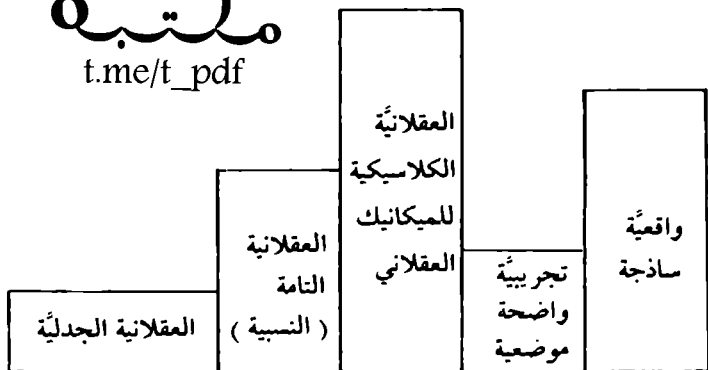 مكتبة
t.me/t_pdf
واقعيَّة
ساذجة
تجريبيَّة
واضحة
موضعية
العقلانيَّة
الكلاسيكية
للميكانيك
العقلاني
العقلانية
التامة
( النسبية )
العقلانية الجدليَّة